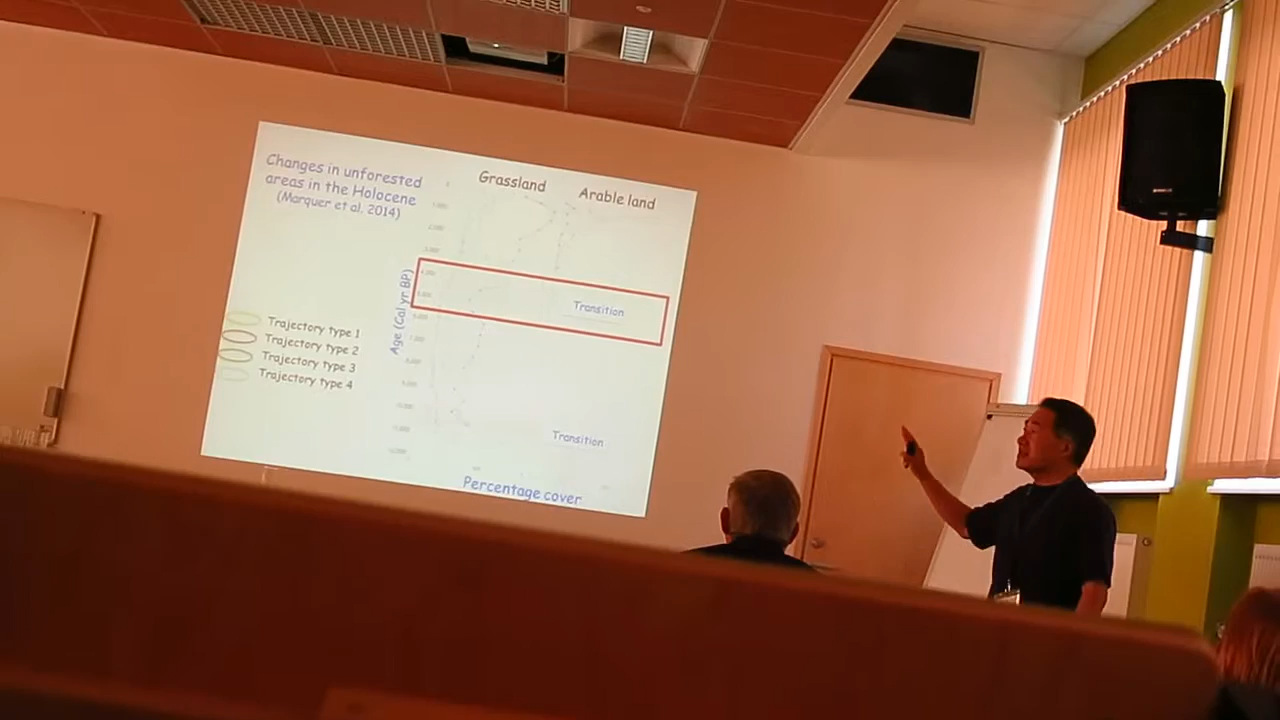 Changes in unforested
areas in the Holocene
(Marquer et al. 2014)
Grassland
Arable land
Age (Cal yr. BP)
Transition
Trajectory type 1
Trajectory type 2
Trajectory type 3
Trajectory type 4
Transition
Percentage cover